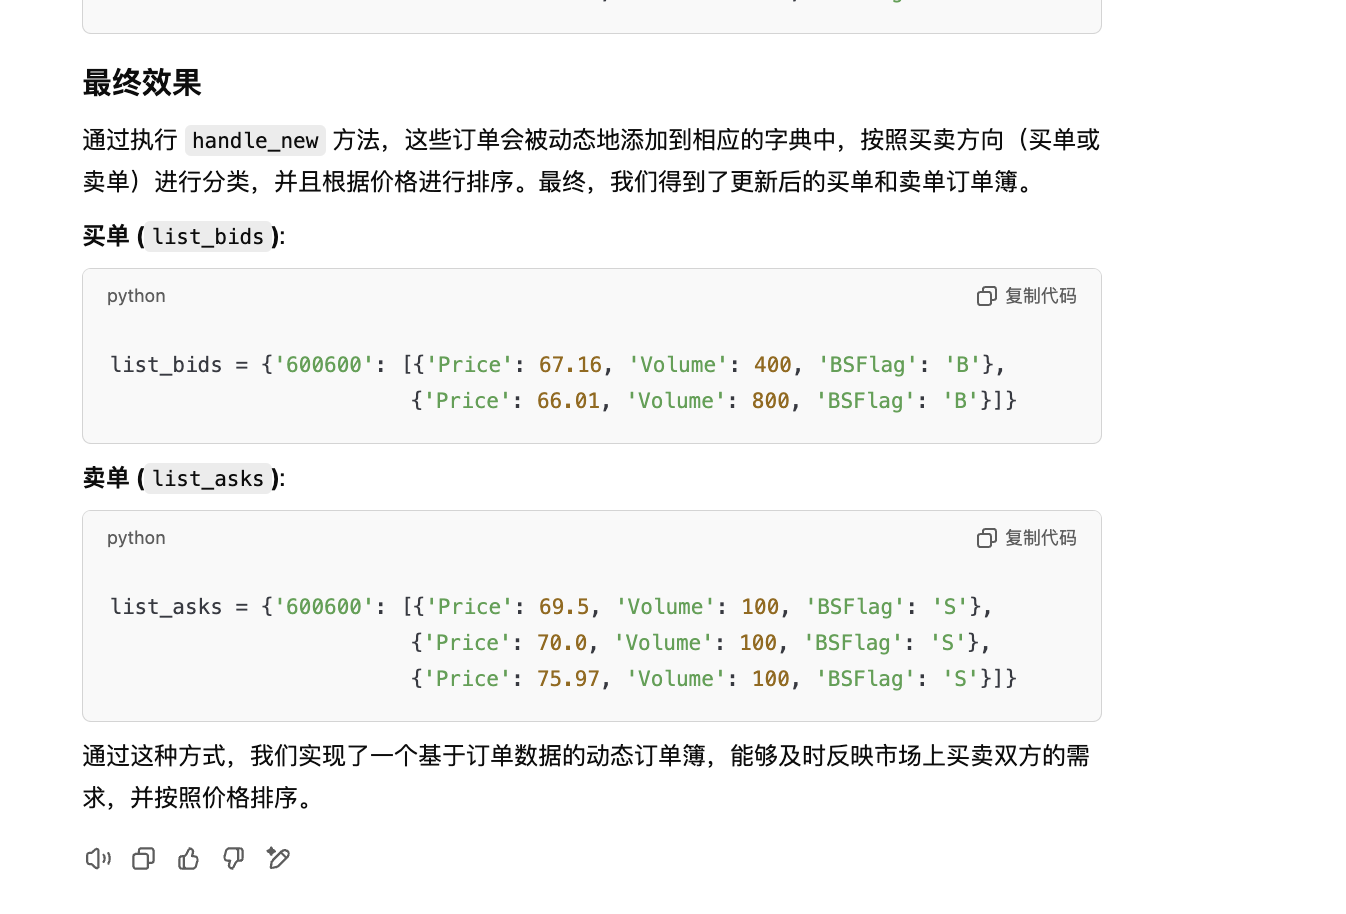 最终效果
通过执行 handle_new 方法，这些订单会被动态地添加到相应的字典中，按照买卖方向（买单或
卖单）进行分类，并且根据价格进行排序。最终，我们得到了更新后的买单和卖单订单簿。
买单 (list_bids):
python 复制代码
list_bids = {'600600': [{'Price': 67.16, 'Volume': 400, 'BSFlag': 'B'},
{'Price': 66.01, 'Volume': 800, 'BSFlag': 'B'}]}
卖单 (list_asks):
python 复制代码
list_asks = {'600600': [{'Price': 69.5, 'Volume': 100, 'BSFlag': 'S'},
{'Price': 70.0, 'Volume': 100, 'BSFlag': 'S'},
{'Price': 75.97, 'Volume': 100, 'BSFlag': 'S'}]}
通过这种方式，我们实现了一个基于订单数据的动态订单簿，能够及时反映市场上买卖双方的需
求，并按照价格排序。